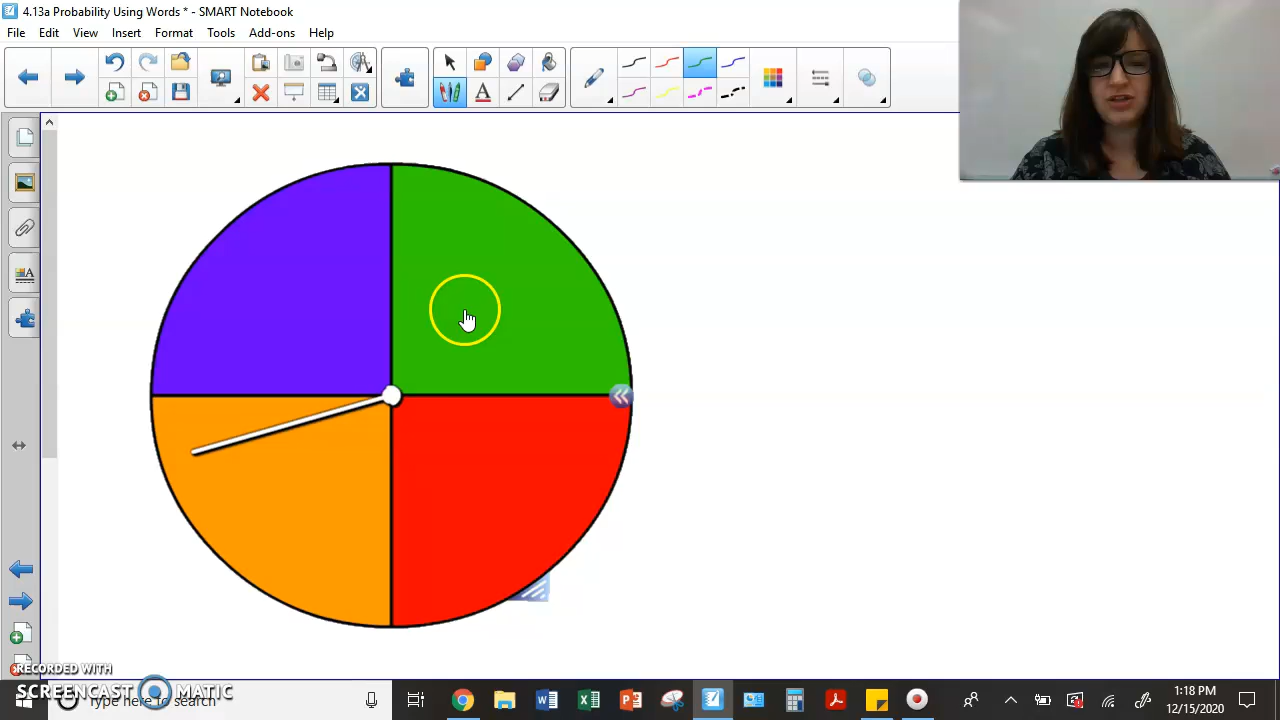 4.13a Probability Using Words * - SMART Notebook
File Edit View Insert Format Tools Add-ons Help
RECORDED WITH
SCREENCAST MATIC
Type here to search
1:18 PM
12/15/2020